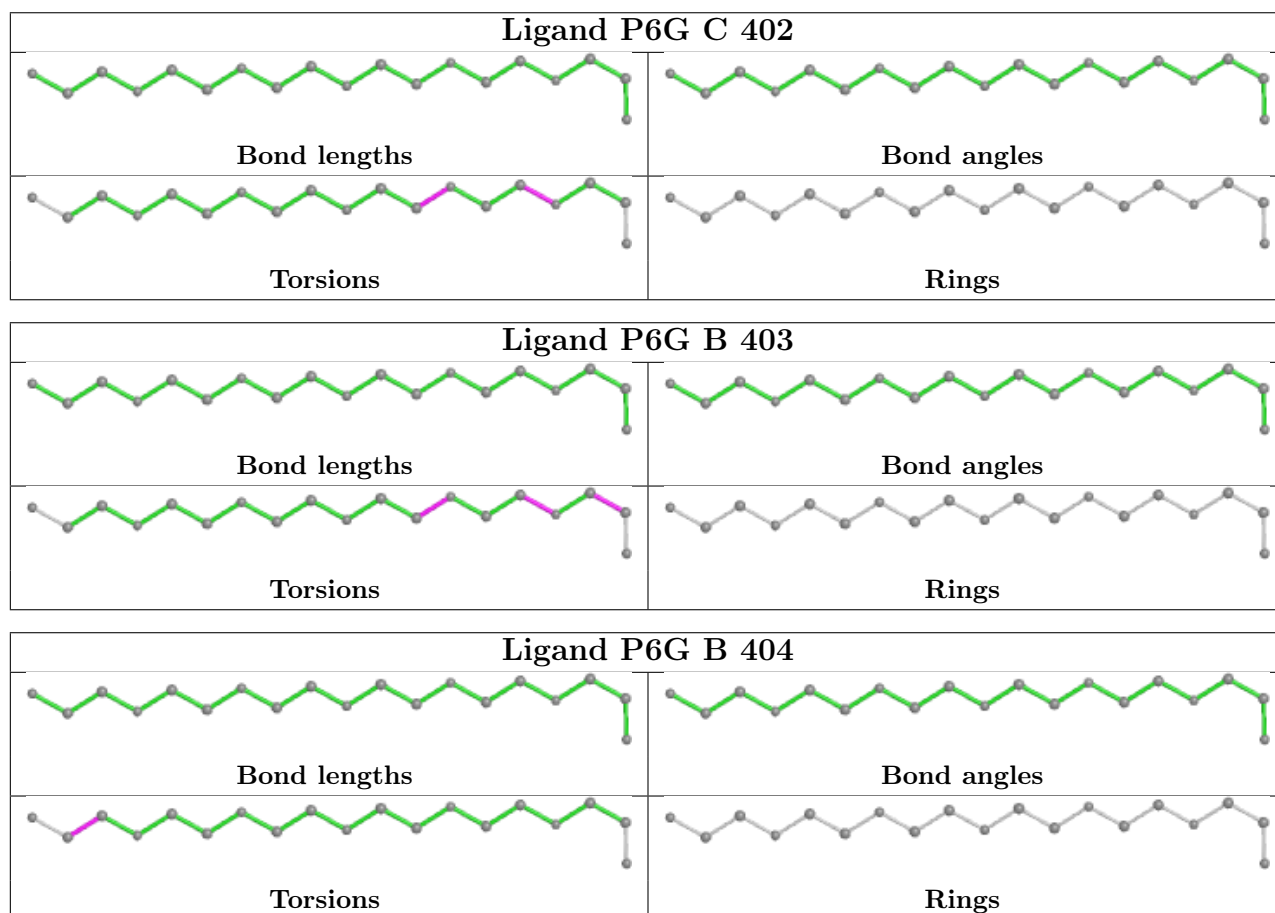 Ligand P6G C 402
Bond lengths
Bond angles
Torsions
Rings
Ligand P6G B 403
Bond lengths
Bond angles
Torsions
Rings
Ligand P6G B 404
Bond lengths
Bond angles
Torsions
Rings